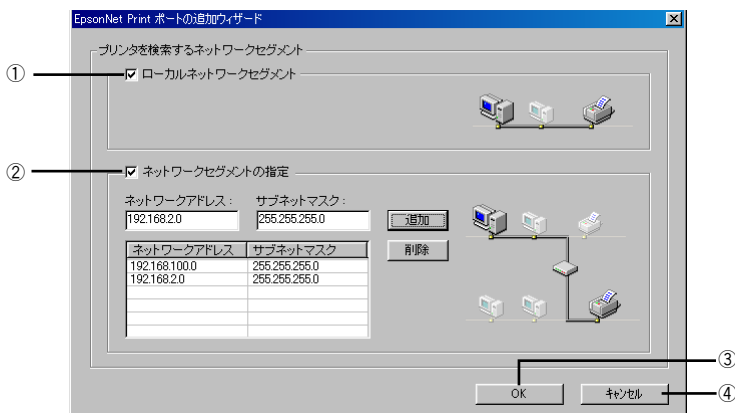 EpsonNet Print ポートの追加ウィザード
プリンタを検索するネットワークセグメント
①
ローカルネットワークセグメント
②
ネットワークセグメントの指定
ネットワークアドレス： サブネットマスク：
192.168.2.0 255.255.255.0 追加
ネットワークアドレス サブネットマスク 削除
192.168.100.0 255.255.255.0
192.168.2.0 255.255.255.0
③
OK キャンセル ④